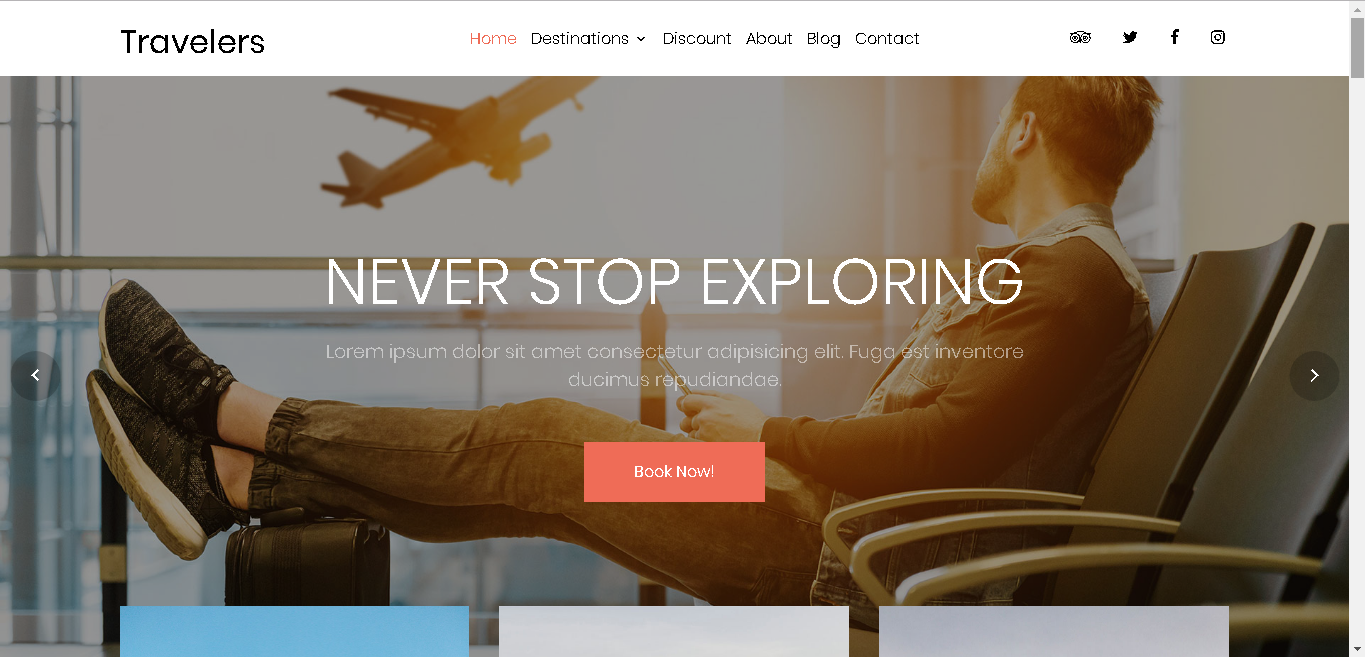 Travelers
Home Destinations Discount About Blog Contact
NEVER STOP EXPLORING
Lorem ipsum dolor sit amet consectetur adipisicing elit. Fuga est inventore
ducimus repudiandae.
Book Now!